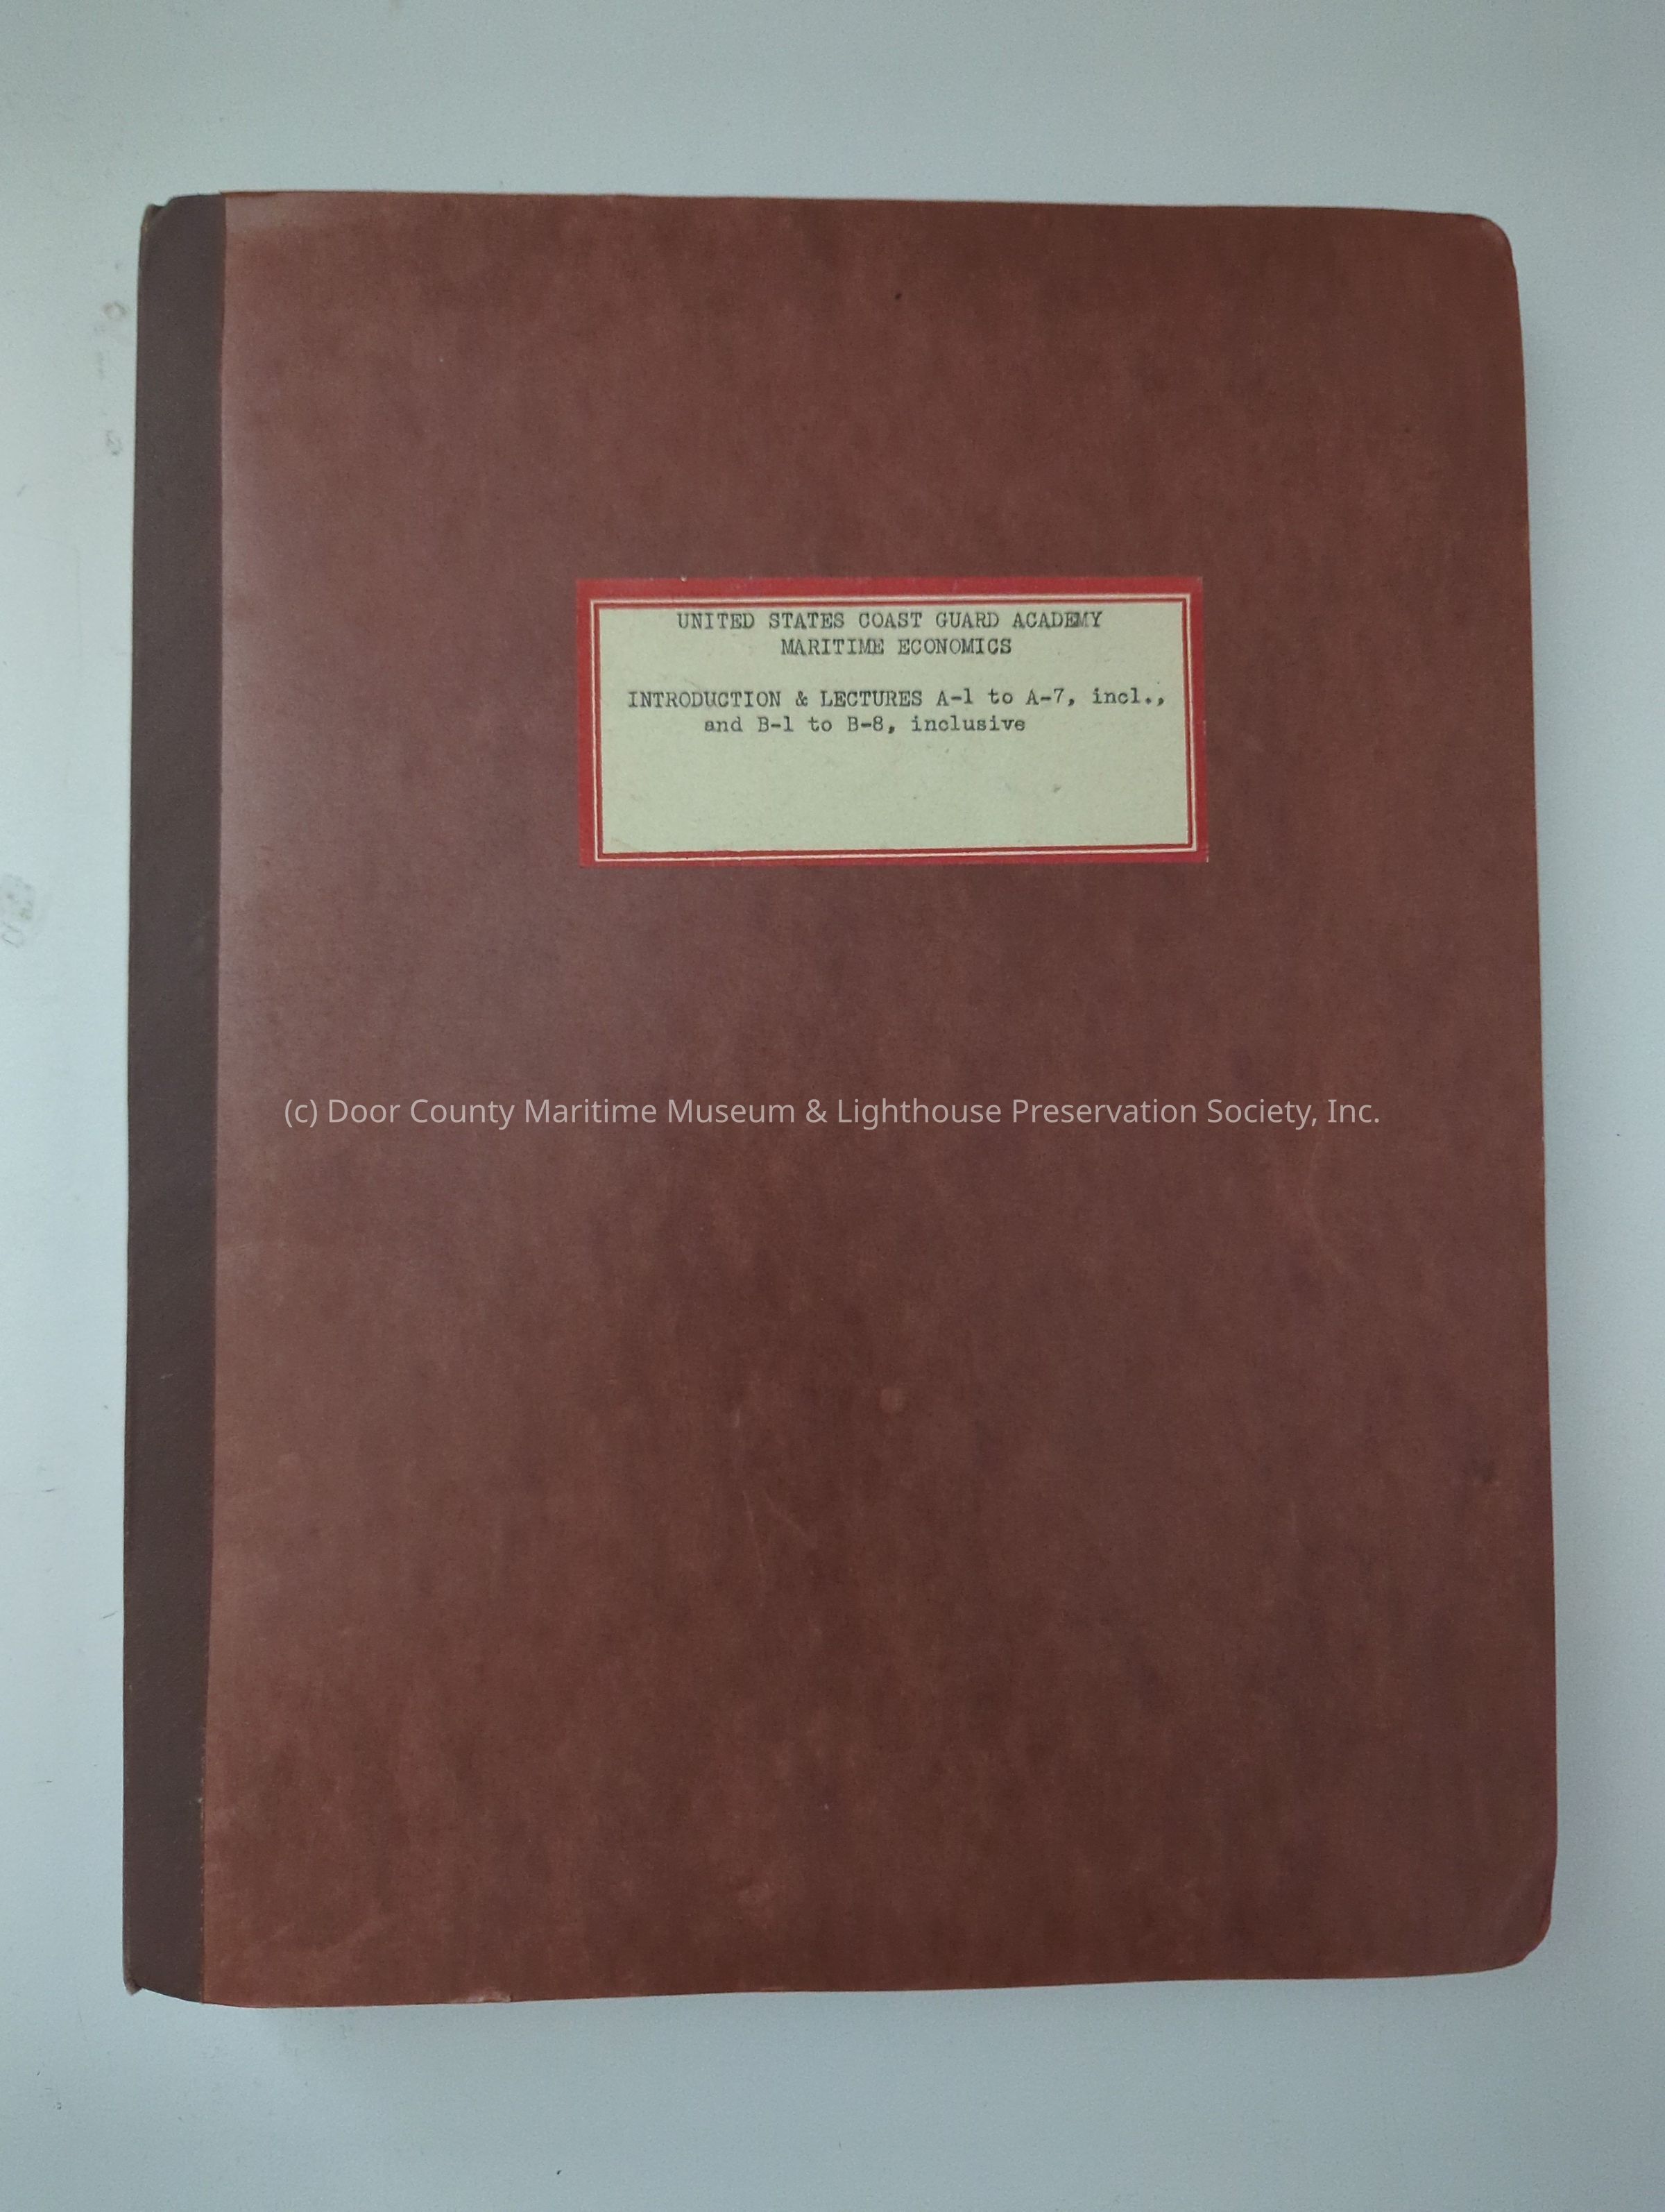 UNITED STATES COAST GUARD ACADEMY
MARITIME ECONOMICS
INTRODUCTION & LECTURES A-1 to A-7, incl.,
and B-1 to B-8, inclusive
(c) Door County Maritime Museum & Lighthouse Preservation Society, Inc.